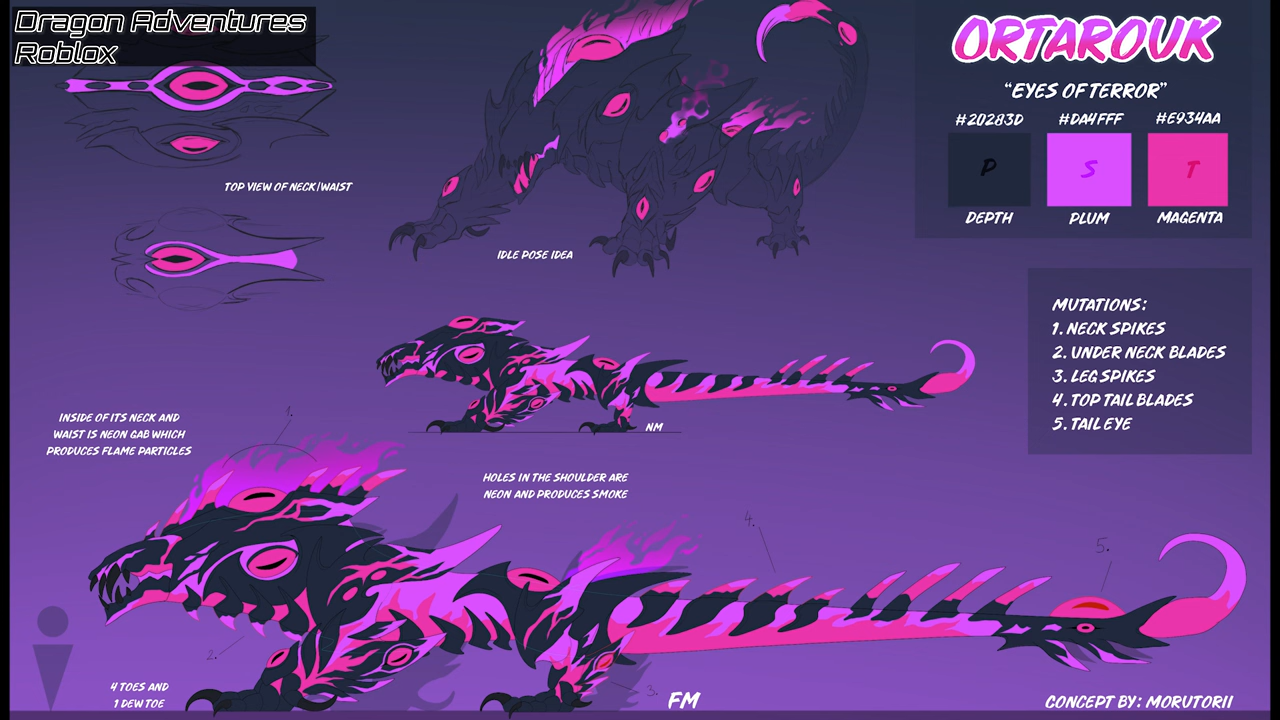 Dragon Adventures
Roblox
ORTAROUK
"EYES OF TERROR"
#20283D #DA4FFF #E934AA
P S T
DEPTH PLUM MAGENTA
TOP VIEW OF NECK/WAIST
IDLE POSE IDEA
MUTATIONS:
1. NECK SPIKES
2. UNDER NECK BLADES
3. LEG SPIKES
4. TOP TAIL BLADES
5. TAIL EYE
NM
INSIDE OF ITS NECK AND
WAIST IS NEON GAB WHICH
PRODUCES FLAME PARTICLES
HOLES IN THE SHOULDER ARE
NEON AND PRODUCES SMOKE
1.
4.
5.
2.
3.
4 TOES AND
1 DEW TOE
FM
CONCEPT BY: MORUTORII